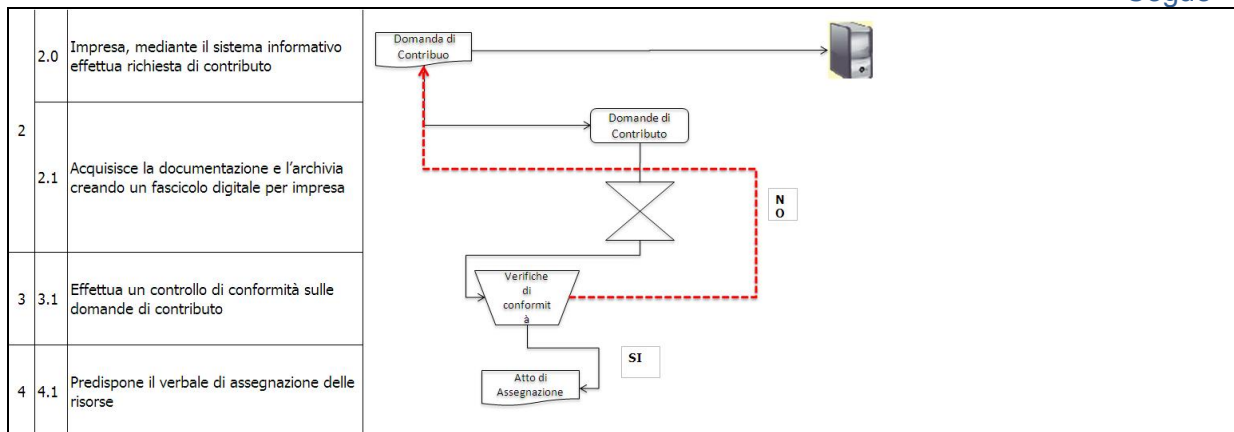 2.0 Impresa, mediante il sistema informativo
effettua richiesta di contributo
Domanda di
Contribuo
2
2.1 Acquisisce la documentazione e l'archivia
creando un fascicolo digitale per impresa
Domande di
Contributo
N
O
3 3.1 Effettua un controllo di conformità sulle
domande di contributo
Verifiche
di
conformit
à
SI
4 4.1 Predispone il verbale di assegnazione delle
risorse
Atto di
Assegnazione